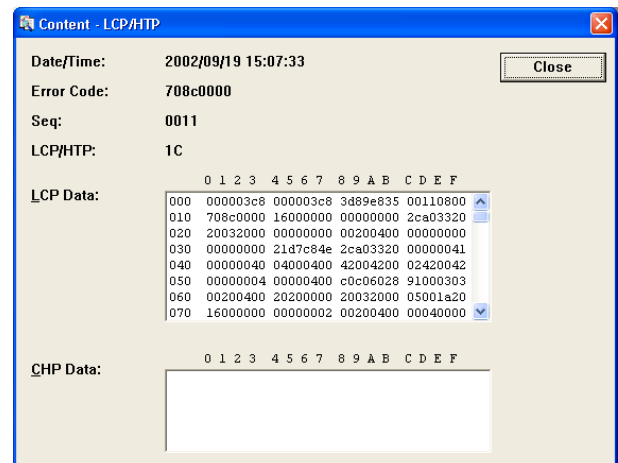 Content - LCP/HTP
Date/Time: 2002/09/19 15:07:33
Close
Error Code: 708c0000
Seq: 0011
LCP/HTP: 1C
0 1 2 3 4 5 6 7 8 9 A B C D E F
LCP Data:
000 000003c8 000003c8 3d89e835 00110800
010 708c0000 16000000 00000000 2ca03320
020 20032000 00000000 00200400 00000000
030 00000000 21d7c84e 2ca03320 00000041
040 00000040 04000400 42004200 02420042
050 00000004 00000400 c0c06028 91000303
060 00200400 20200000 20032000 05001a20
070 16000000 00000002 00200400 00040000
0 1 2 3 4 5 6 7 8 9 A B C D E F
CHP Data: